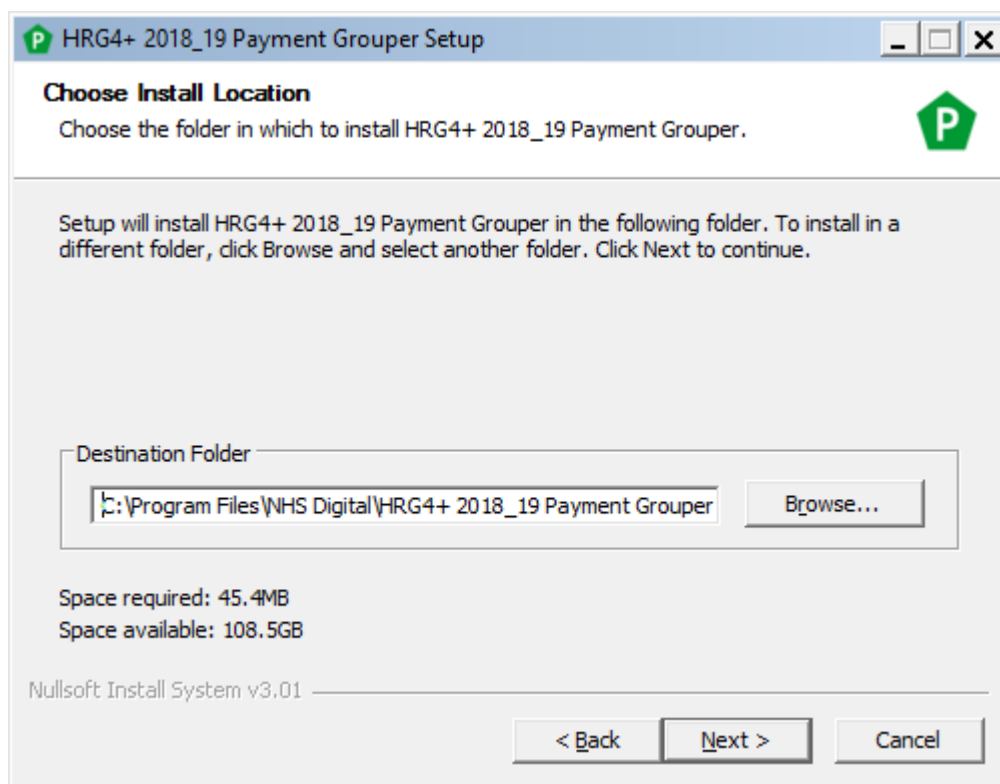 P HRG4+ 2018_19 Payment Grouper Setup
Choose Install Location
Choose the folder in which to install HRG4+ 2018_19 Payment Grouper.
P
Setup will install HRG4+ 2018_19 Payment Grouper in the following folder. To install in a
different folder, click Browse and select another folder. Click Next to continue.
Destination Folder
C:\Program Files\NHS Digital\HRG4+ 2018_19 Payment Grouper
Browse...
Space required: 45.4MB
Space available: 108.5GB
Nullsoft Install System v3.01
< Back Next > Cancel